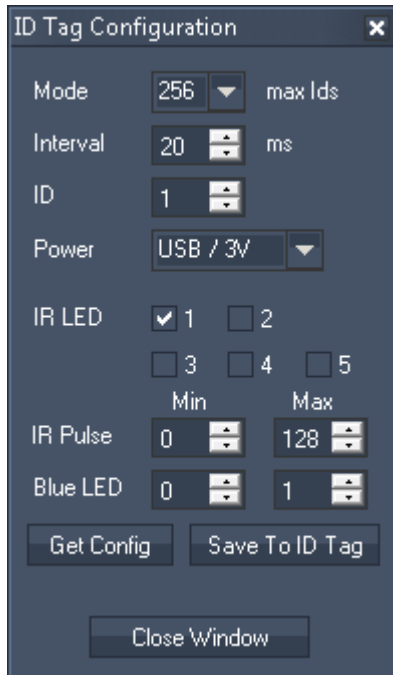 ID Tag Configuration
Mode 256 max Ids
Interval 20 ms
ID 1
Power USB / 3V
IR LED 1 2
3 4 5
Min Max
IR Pulse 0 128
Blue LED 0 1
Get Config Save To ID Tag
Close Window